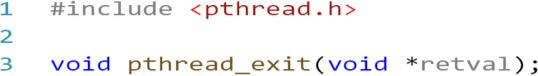 1 #include <pthread.h>
2
3 void pthread_exit(void *retval);